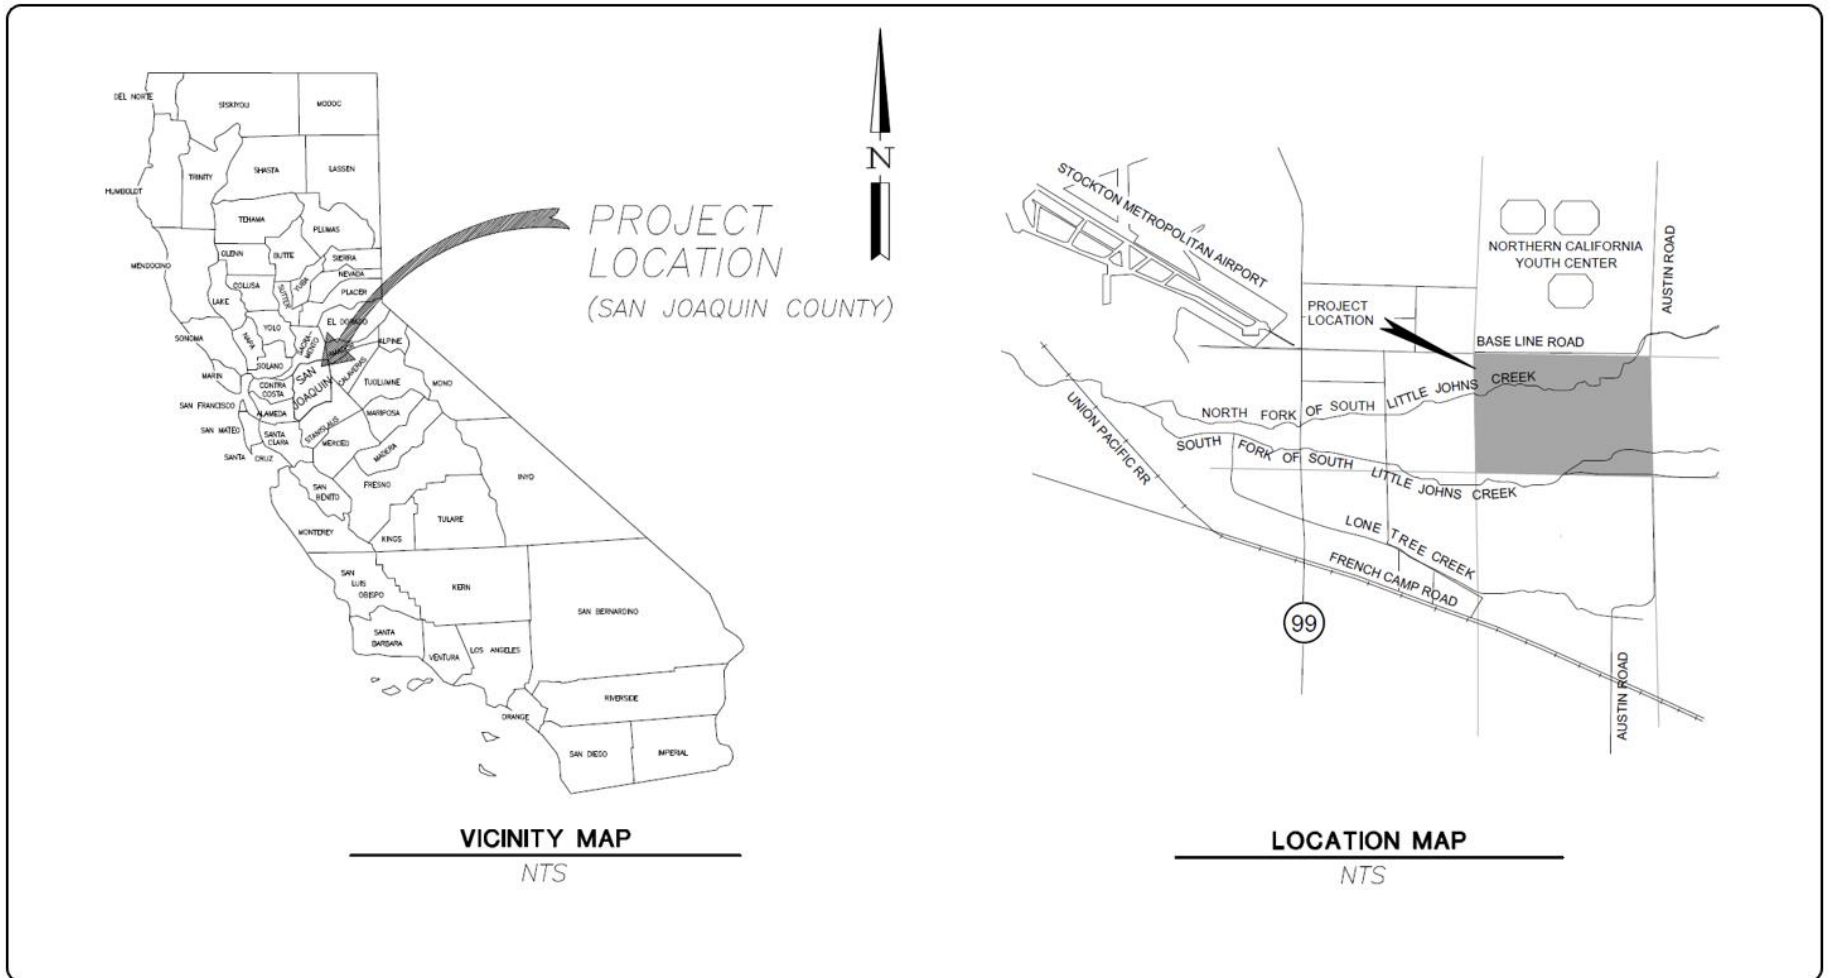 DEL NORTE
SISKIYOU
MODOC
HUMBOLDT
TRINITY
SHASTA
LASSEN
TEHAMA
PLUMAS
MENDOCINO
GLENN
BUTTE
SIERRA
NEVADA
COLUSA
SUTTER
YUBA
PLACER
LAKE
EL DORADO
SONOMA
NAPA
YOLO
SACRA-
MENTO
AMADOR
ALPINE
SOLANO
MARIN
CONTRA
COSTA
SAN
JOAQUIN
CALAVERAS
TUOLUMNE
MONO
SAN FRANCISCO
ALAMEDA
STANISLAUS
MARIPOSA
SAN MATEO
SANTA
CLARA
MERCED
MADERA
SANTA CRUZ
SAN
BENITO
FRESNO
INYO
MONTEREY
KINGS
TULARE
SAN
LUIS
OBISPO
KERN
SAN BERNARDINO
SANTA
BARBARA
VENTURA
LOS ANGELES
ORANGE
RIVERSIDE
SAN DIEGO
IMPERIAL
PROJECT
LOCATION
(SAN JOAQUIN COUNTY)
N
VICINITY MAP
NTS
STOCKTON METROPOLITAN AIRPORT
NORTHERN CALIFORNIA
YOUTH CENTER
AUSTIN ROAD
PROJECT
LOCATION
BASE LINE ROAD
NORTH FORK OF SOUTH LITTLE JOHNS CREEK
UNION PACIFIC RR
SOUTH FORK OF SOUTH LITTLE JOHNS CREEK
LONE TREE CREEK
FRENCH CAMP ROAD
99
AUSTIN ROAD
LOCATION MAP
NTS